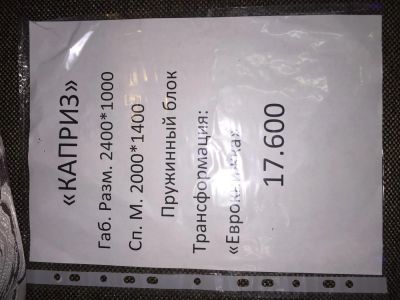 «КАПРИЗ»
Габ. Разм. 2400*1000
Сп. М. 2000*1400
Пружинный блок
Трансформация:
17.600